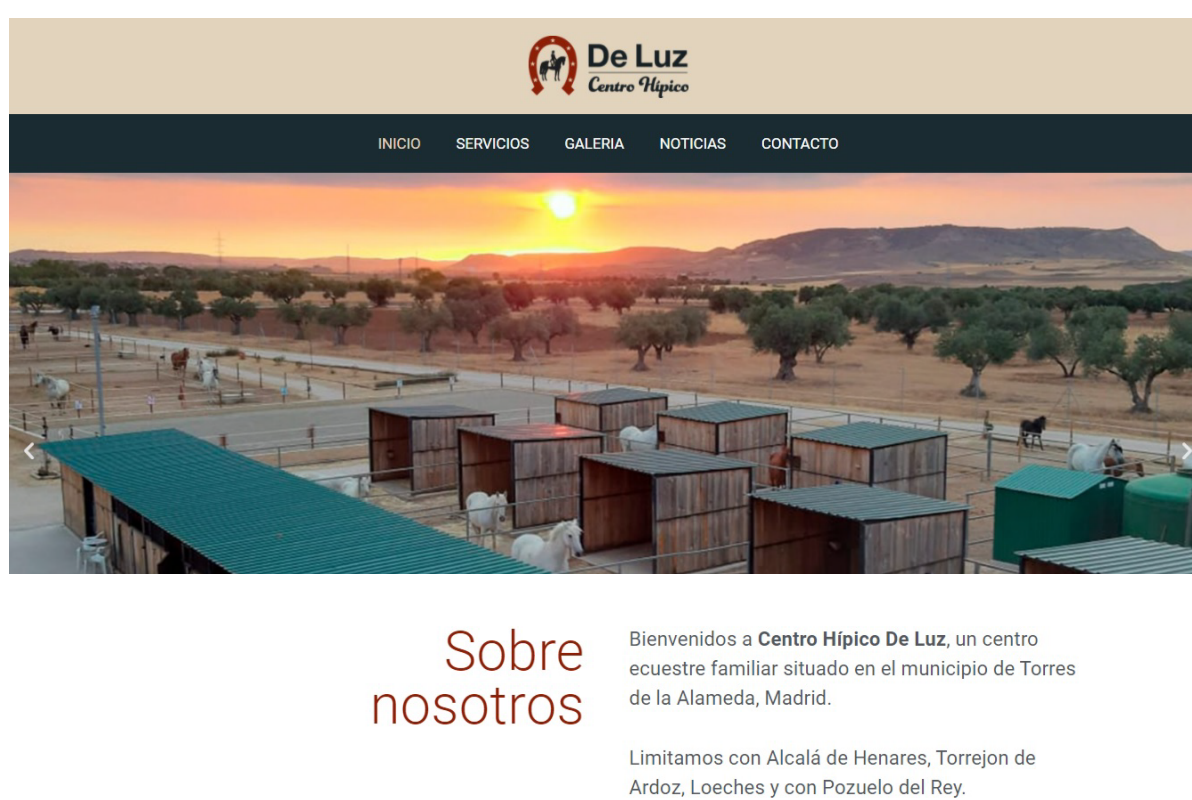 De Luz
Centro Hípico
INICIO SERVICIOS GALERIA NOTICIAS CONTACTO
Sobre
nosotros
Bienvenidos a Centro Hípico De Luz, un centro
ecuestre familiar situado en el municipio de Torres
de la Alameda, Madrid.
Limitamos con Alcalá de Henares, Torrejon de
Ardoz, Loeches y con Pozuelo del Rey.